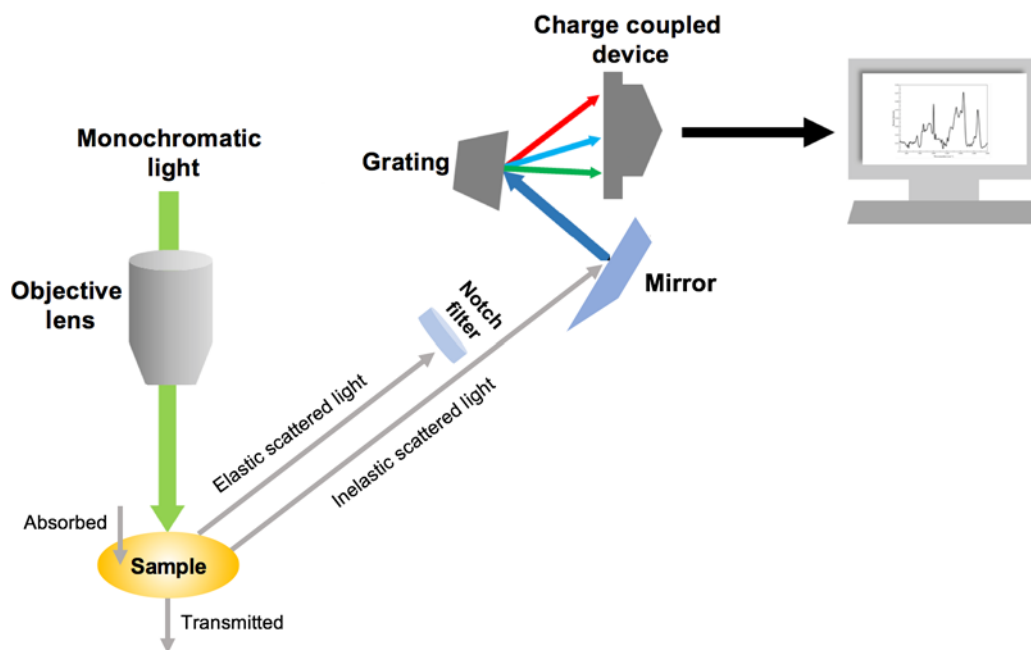 Charge coupled
device
Monochromatic
light
Grating
Objective
lens
Notch
filter
Mirror
Elastic scattered light
Inelastic scattered light
Absorbed
Sample
Transmitted